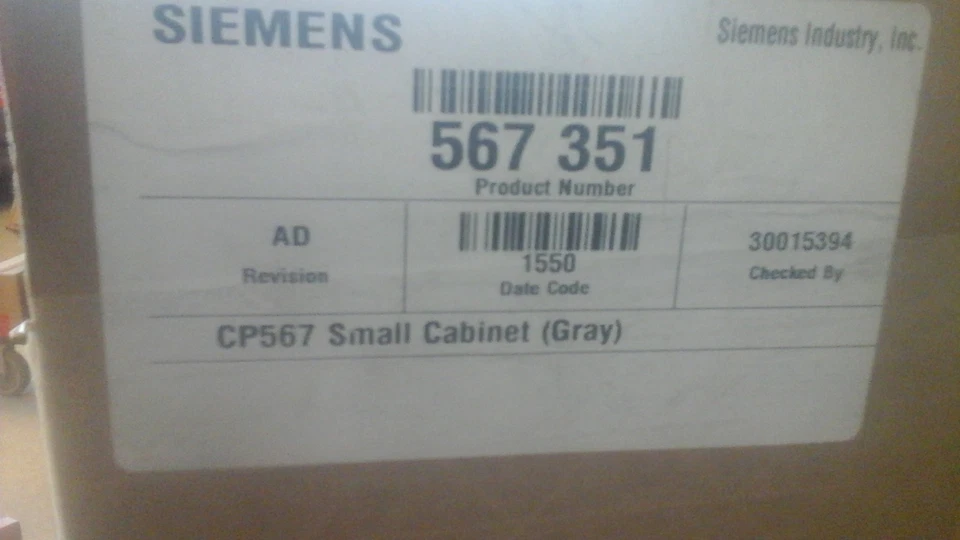 SIEMENS
Siemens Industry, Inc.
567 351
Product Number
AD
Revision
1550
Date Code
30015394
Checked By
CP567 Small Cabinet (Gray)